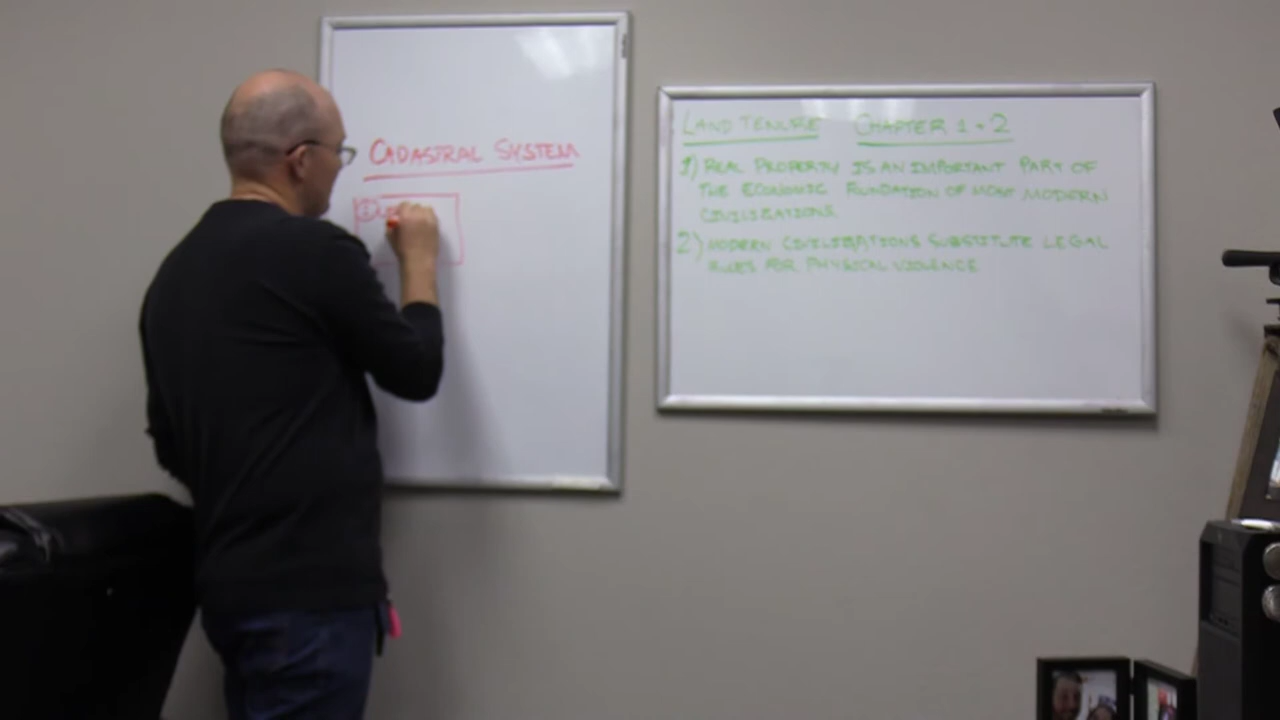 CADASTRAL SYSTEM
LAND TENURE CHAPTER 1 + 2
1) REAL PROPERTY IS AN IMPORTANT PART OF
THE ECONOMIC FOUNDATION OF MOST MODERN
CIVILIZATIONS.
2) MODERN CIVILIZATIONS SUBSTITUTE LEGAL
RULES FOR PHYSICAL VIOLENCE